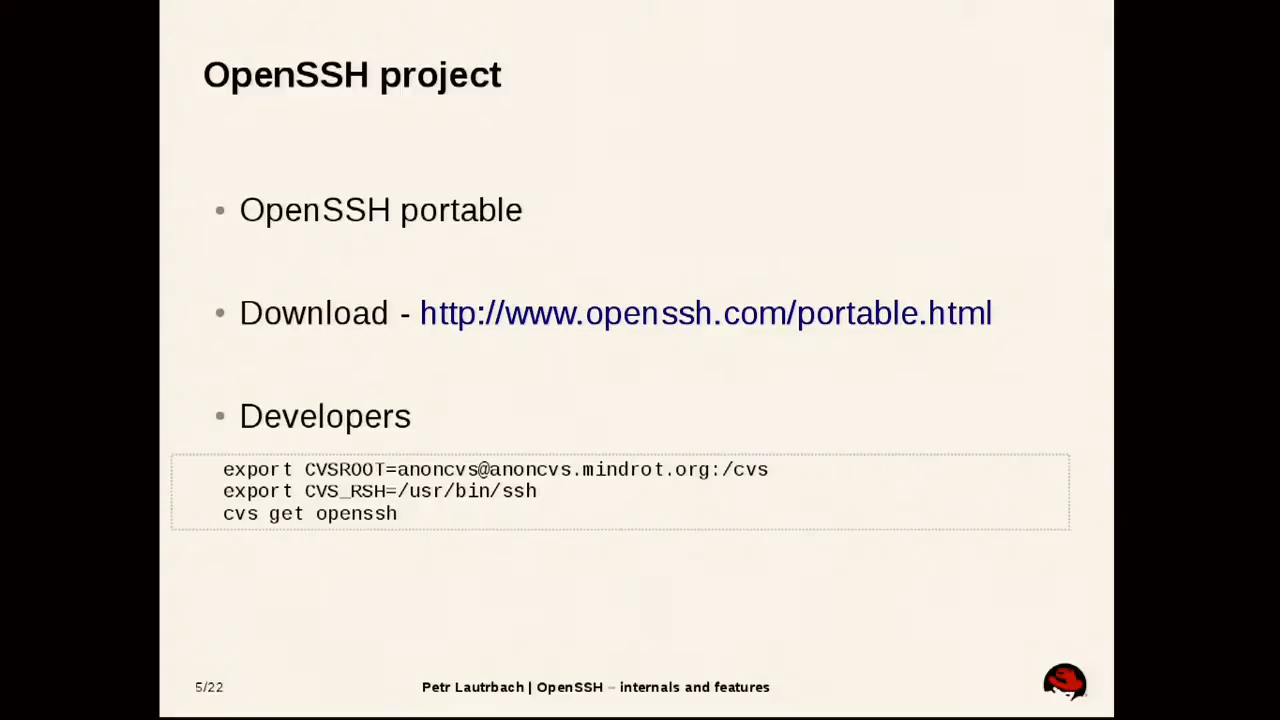 OpenSSH project
• OpenSSH portable
• Download - http://www.openssh.com/portable.html
• Developers
export CVSROOT=anoncvs@anoncvs.mindrot.org:/cvs
export CVS_RSH=/usr/bin/ssh
cvs get openssh
5/22 Petr Lautrbach | OpenSSH – internals and features